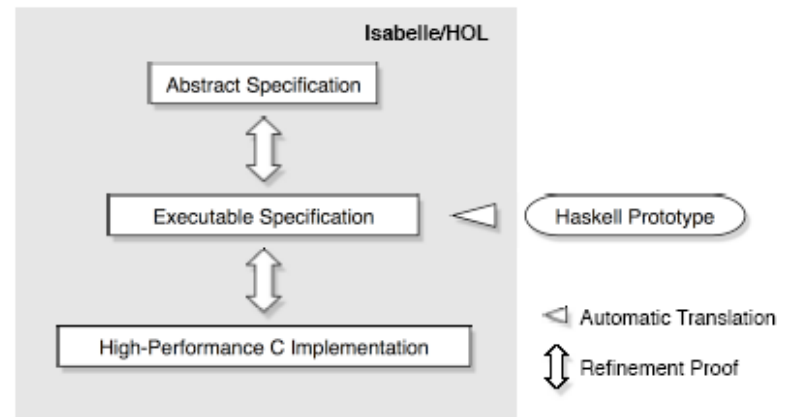 Isabelle/HOL
Abstract Specification
Executable Specification
Haskell Prototype
High-Performance C Implementation
Automatic Translation
Refinement Proof